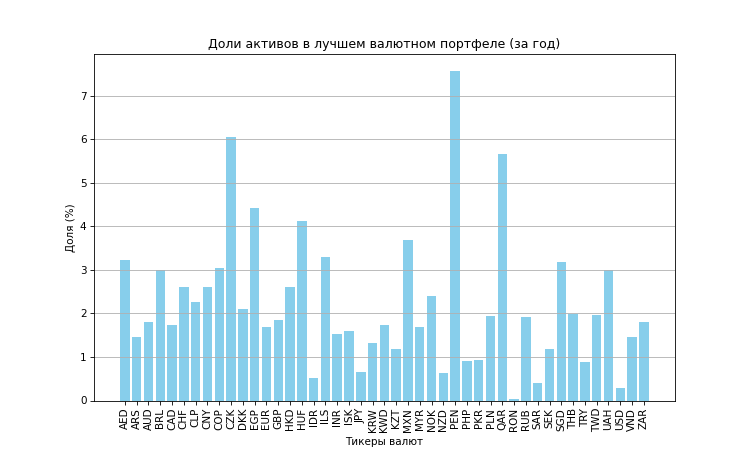 Доли активов в лучшем валютном портфеле (за год)
Доля (%)
7
6
5
4
3
2
1
0
AED ARS AUD BRL CAD CHF CLP CNY COP CZK DKK EGP EUR GBP HKD HUF IDR ILS INR ISK JPY KRW KWD KZT MXN MYR NOK NZD PEN PHP PKR PLN QAR RON RUB SAR SEK SGD THB TRY TWD UAH USD VND ZAR
Тикеры валют